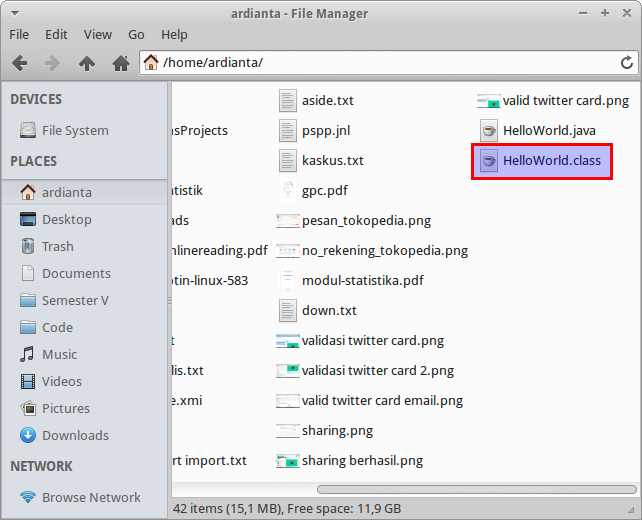 ardianta - File Manager
File Edit View Go Help
/home/ardianta/
DEVICES
File System
PLACES
ardianta
Desktop
Trash
Documents
Semester V
Code
Music
Videos
Pictures
Downloads
NETWORK
Browse Network
asProjects
tatistik
ads
nlinereading.pdf
otin-linux-583
xt
lis.txt
e.xmi
rt import.txt
aside.txt
pspp.jnl
kaskus.txt
gpc.pdf
pesan_tokopedia.png
no_rekening_tokopedia.png
modul-statistika.pdf
down.txt
validasi twitter card.png
validasi twitter card 2.png
valid twitter card email.png
sharing.png
sharing berhasil.png
valid twitter card.png
HelloWorld.java
HelloWorld.class
42 items (15,1 MB), Free space: 11,9 GB